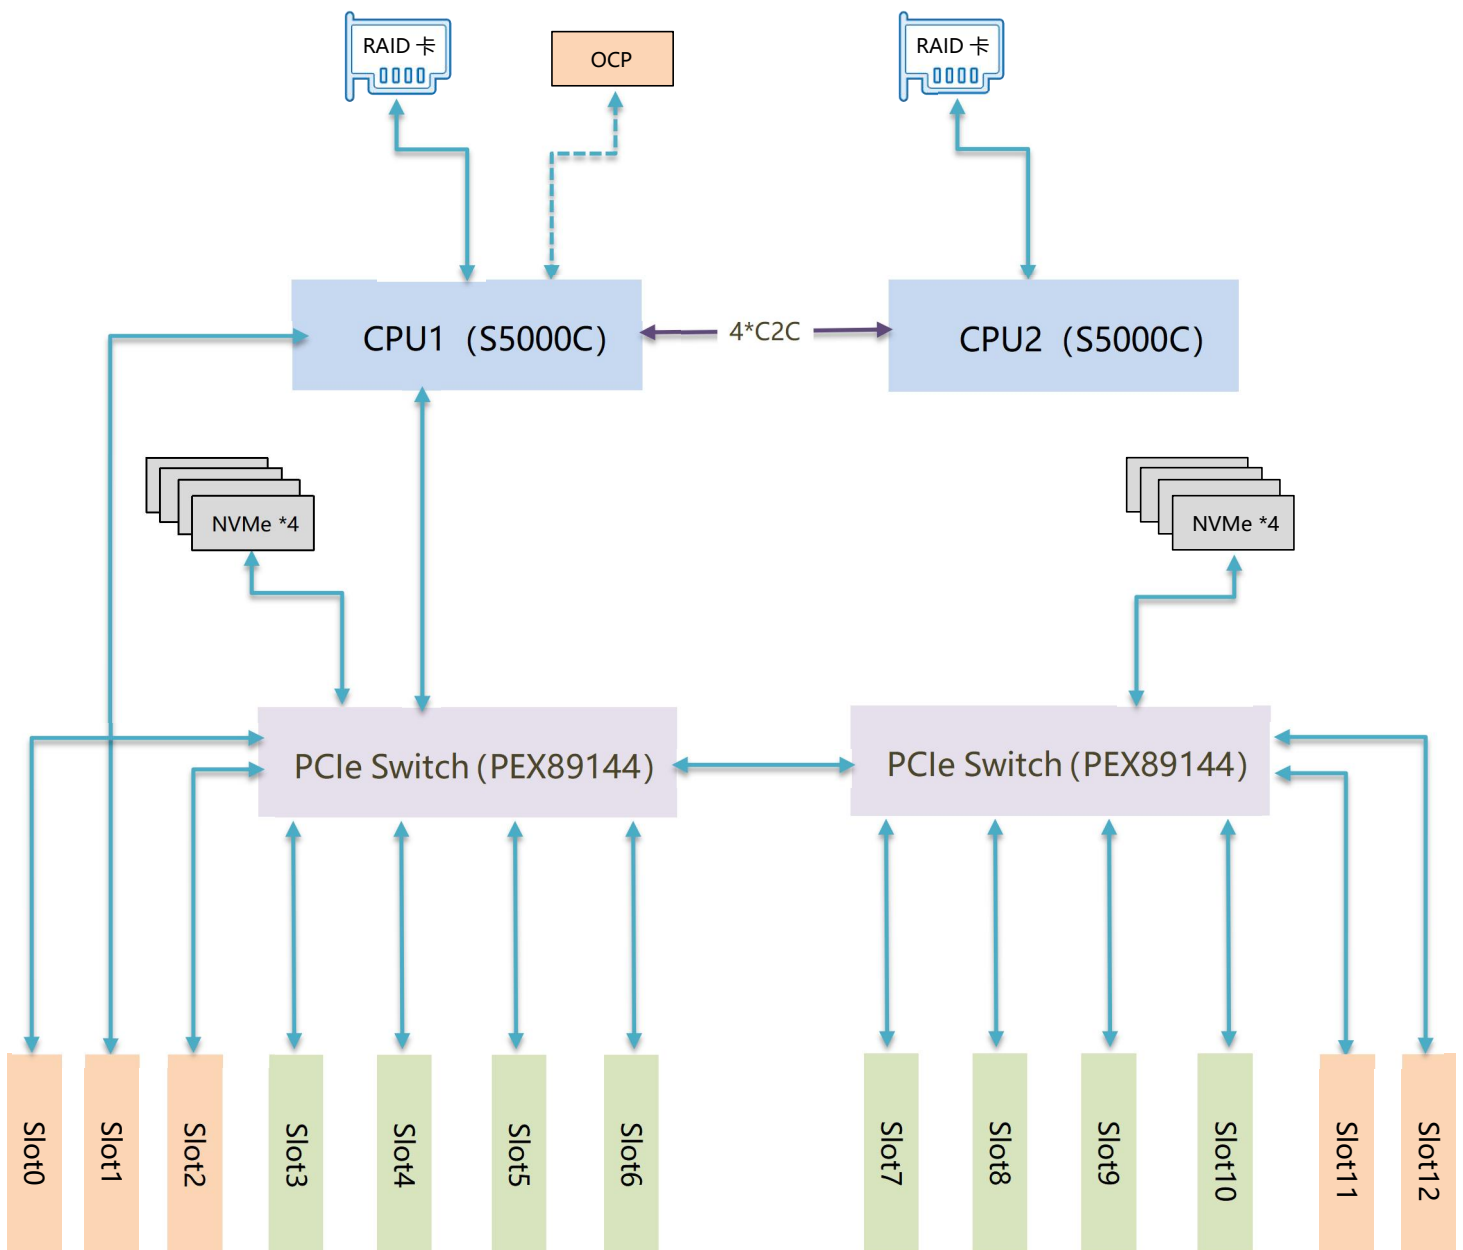 RAID 卡
OCP
RAID 卡
CPU1（S5000C）
4*C2C
CPU2（S5000C）
NVMe *4
NVMe *4
PCIe Switch（PEX89144）
PCIe Switch（PEX89144）
Slot0
Slot1
Slot2
Slot3
Slot4
Slot5
Slot6
Slot7
Slot8
Slot9
Slot10
Slot11
Slot12